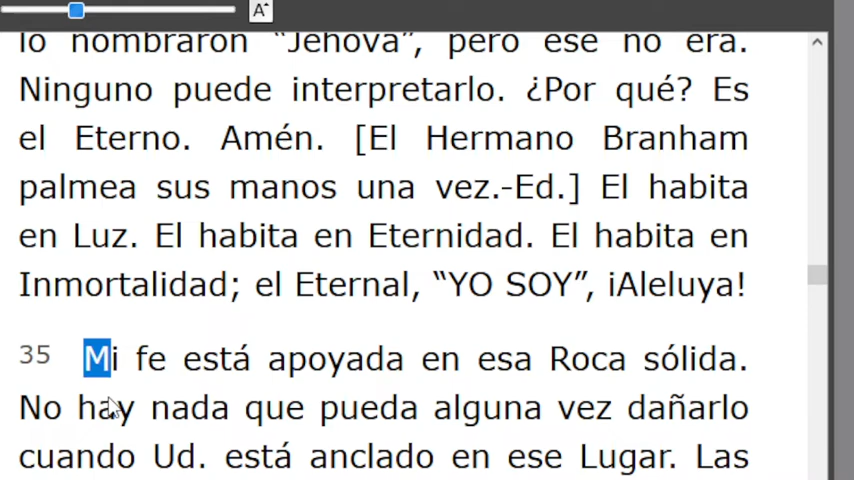 A^
lo nombraron “Jehová”, pero ese no era.
Ninguno puede interpretarlo. ¿Por qué? Es
el Eterno. Amén. [El Hermano Branham
palmea sus manos una vez.-Ed.] El habita
en Luz. El habita en Eternidad. El habita en
Inmortalidad; el Eternal, “YO SOY”, ¡Aleluya!
35 Mi fe está apoyada en esa Roca sólida.
No hay nada que pueda alguna vez dañarlo
cuando Ud. está anclado en ese Lugar. Las